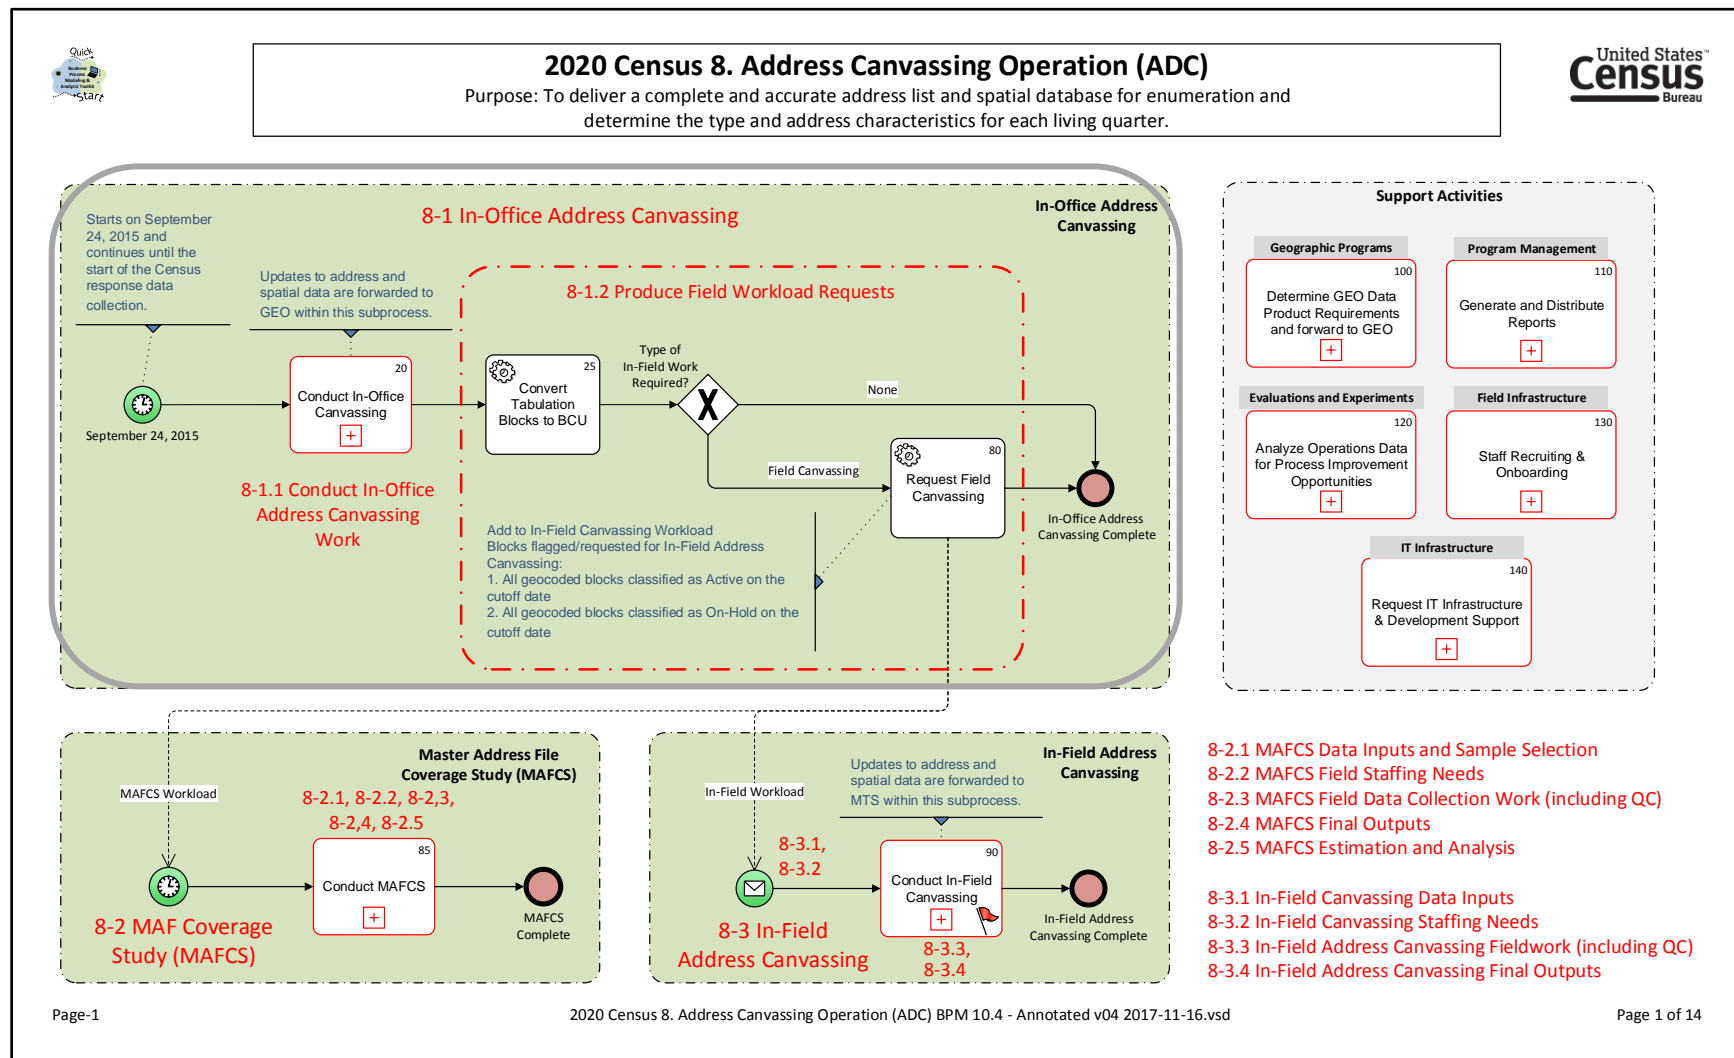 Quick
Business
Process
Modeling &
Analysis Toolkit
Start
2020 Census 8. Address Canvassing Operation (ADC)
Purpose: To deliver a complete and accurate address list and spatial database for enumeration and
determine the type and address characteristics for each living quarter.
United States™
Census
Bureau
8-1 In-Office Address Canvassing
In-Office Address
Canvassing
Starts on September
24, 2015 and
continues until the
start of the Census
response data
collection.
Updates to address and
spatial data are forwarded to
GEO within this subprocess.
8-1.2 Produce Field Workload Requests
September 24, 2015
20
Conduct In-Office
Canvassing
8-1.1 Conduct In-Office
Address Canvassing
Work
25
Convert
Tabulation
Blocks to BCU
Type of
In-Field Work
Required?
X
None
Field Canvassing
80
Request Field
Canvassing
In-Office Address
Canvassing Complete
Add to In-Field Canvassing Workload
Blocks flagged/requested for In-Field Address
Canvassing:
1. All geocoded blocks classified as Active on the
cutoff date
2. All geocoded blocks classified as On-Hold on the
cutoff date
Support Activities
Geographic Programs
100
Determine GEO Data
Product Requirements
and forward to GEO
Program Management
110
Generate and Distribute
Reports
Evaluations and Experiments
120
Analyze Operations Data
for Process Improvement
Opportunities
Field Infrastructure
130
Staff Recruiting &
Onboarding
IT Infrastructure
140
Request IT Infrastructure
& Development Support
Master Address File
Coverage Study (MAFCS)
MAFCS Workload
8-2.1, 8-2.2, 8-2,3,
8-2,4, 8-2.5
85
Conduct MAFCS
MAFCS
Complete
8-2 MAF Coverage
Study (MAFCS)
In-Field Address
Canvassing
Updates to address and
spatial data are forwarded to
MTS within this subprocess.
In-Field Workload
8-3.1,
8-3.2
90
Conduct In-Field
Canvassing
In-Field Address
Canvassing Complete
8-3 In-Field
Address Canvassing
8-3.3,
8-3.4
8-2.1 MAFCS Data Inputs and Sample Selection
8-2.2 MAFCS Field Staffing Needs
8-2.3 MAFCS Field Data Collection Work (including QC)
8-2.4 MAFCS Final Outputs
8-2.5 MAFCS Estimation and Analysis
8-3.1 In-Field Canvassing Data Inputs
8-3.2 In-Field Canvassing Staffing Needs
8-3.3 In-Field Address Canvassing Fieldwork (including QC)
8-3.4 In-Field Address Canvassing Final Outputs
Page-1
2020 Census 8. Address Canvassing Operation (ADC) BPM 10.4 - Annotated v04 2017-11-16.vsd
Page 1 of 14